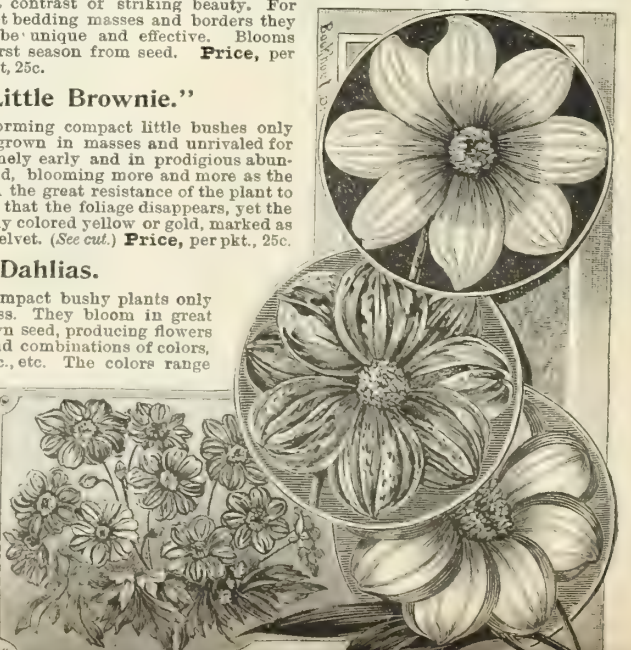 contrast of striking beauty. For
t bedding masses and borders they
be unique and effective. Blooms
rst season from seed. Price, per
t, 25c.
Little Brownie.”
orming compact little bushes only
grown in masses and unrivaled for
nely early and in prodigious abun-
d, blooming more and more as the
. the great resistance of the plant to
that the foliage disappears, yet the
y colored yellow or gold, marked as
elvet. (See cut.) Price, per pkt., 25c.
Dahlias.
mpact bushy plants only
ss. They bloom in great
n seed, producing flowers
d combinations of colors,
c., etc. The colors range